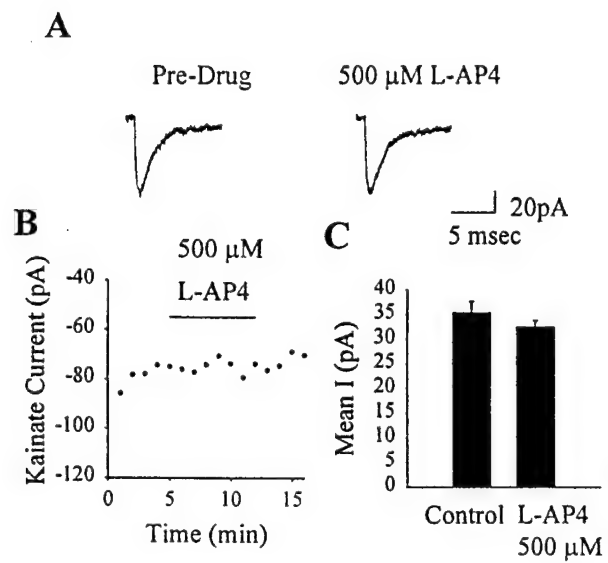 A
Pre-Drug
500 μM L-AP4
20pA
5 msec
B
500 μM
L-AP4
Kainate Current (pA)
-40
-60
-80
-100
-120
0
5
10
15
Time (min)
C
Mean I (pA)
40
35
30
25
20
15
10
5
0
Control
L-AP4
500 μM